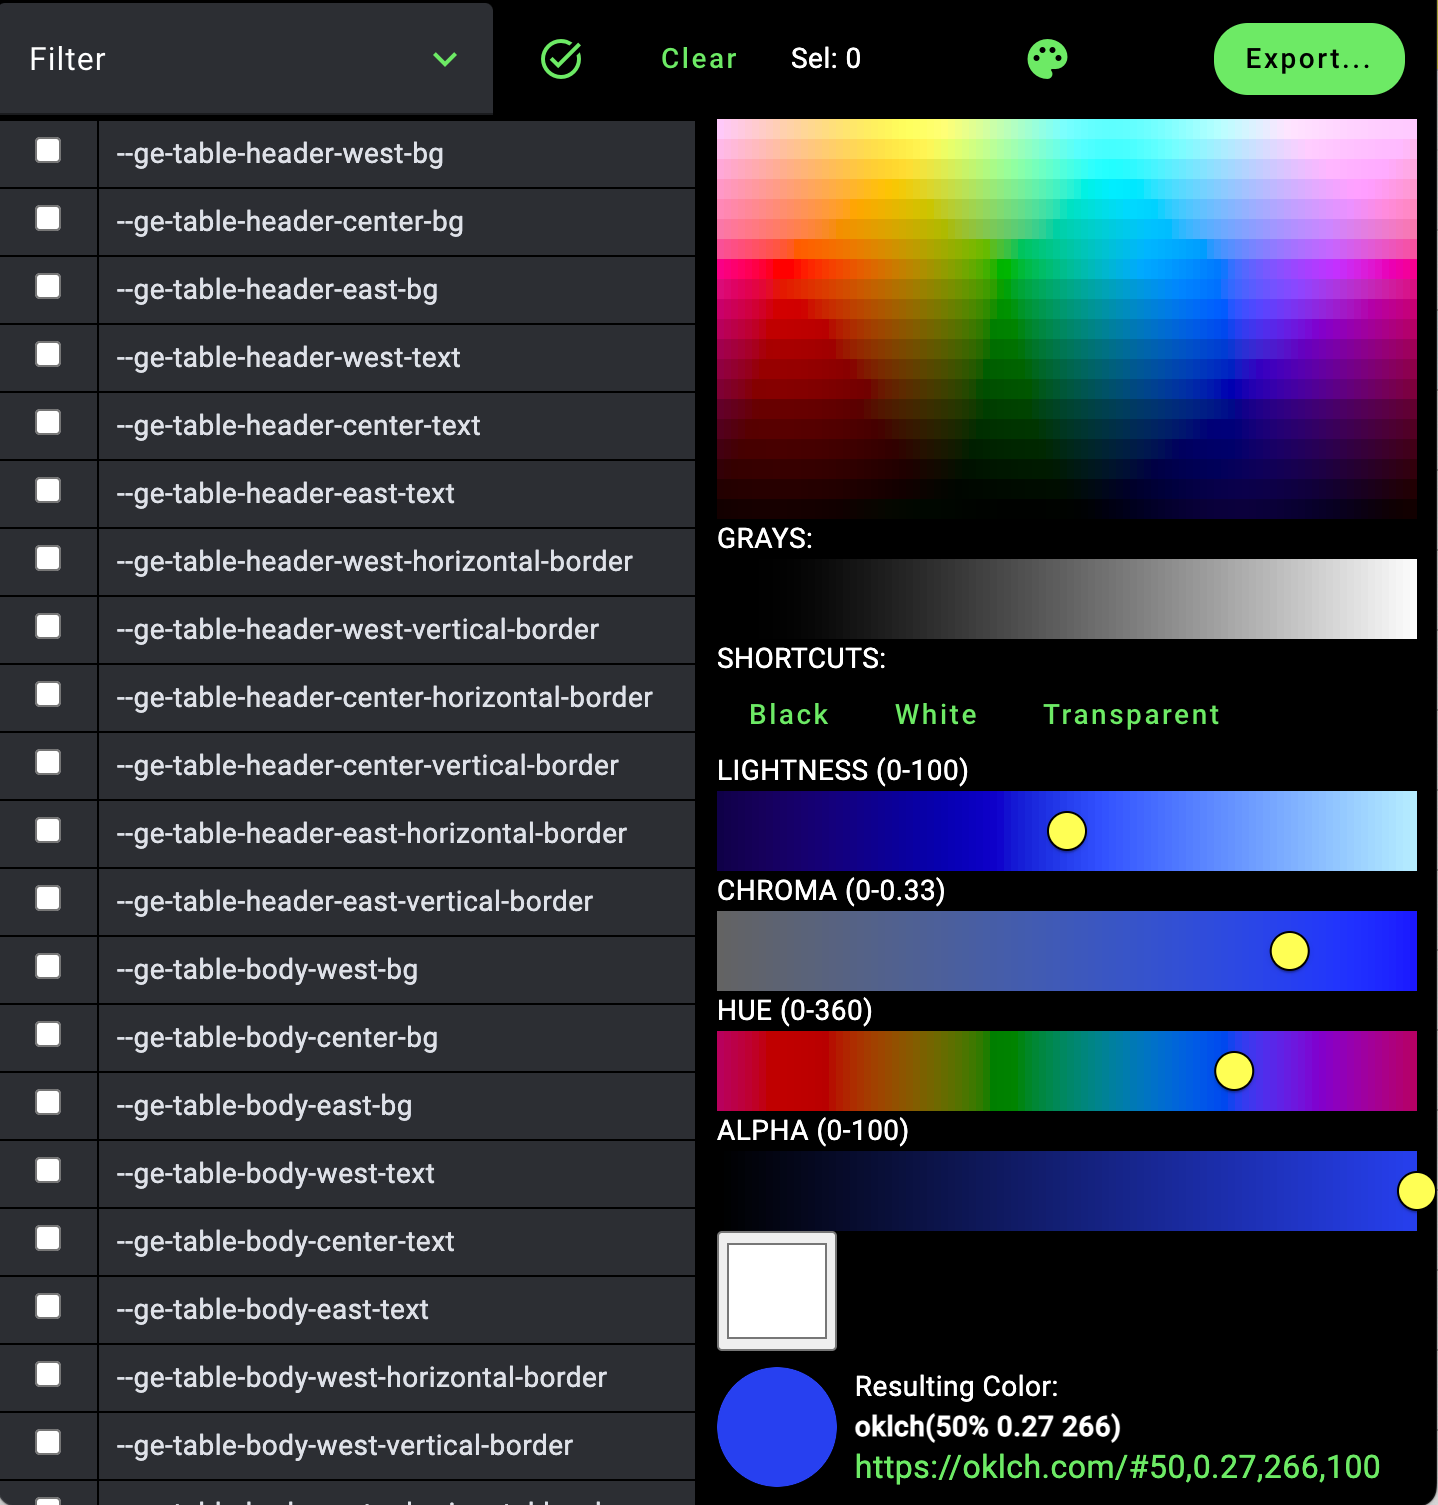 Filter
Clear
Sel: 0
Export...
--ge-table-header-west-bg
--ge-table-header-center-bg
--ge-table-header-east-bg
--ge-table-header-west-text
--ge-table-header-center-text
--ge-table-header-east-text
--ge-table-header-west-horizontal-border
--ge-table-header-west-vertical-border
--ge-table-header-center-horizontal-border
--ge-table-header-center-vertical-border
--ge-table-header-east-horizontal-border
--ge-table-header-east-vertical-border
--ge-table-body-west-bg
--ge-table-body-center-bg
--ge-table-body-east-bg
--ge-table-body-west-text
--ge-table-body-center-text
--ge-table-body-east-text
--ge-table-body-west-horizontal-border
--ge-table-body-west-vertical-border
GRAYS:
SHORTCUTS:
Black
White
Transparent
LIGHTNESS (0-100)
CHROMA (0-0.33)
HUE (0-360)
ALPHA (0-100)
Resulting Color:
oklch(50% 0.27 266)
https://oklch.com/#50,0.27,266,100